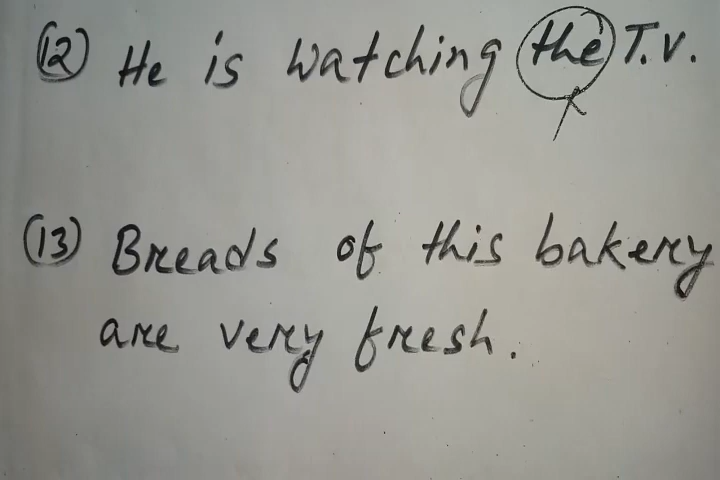 (12) He is watching the T.V.
(13) Breads of this bakery
are very fresh.